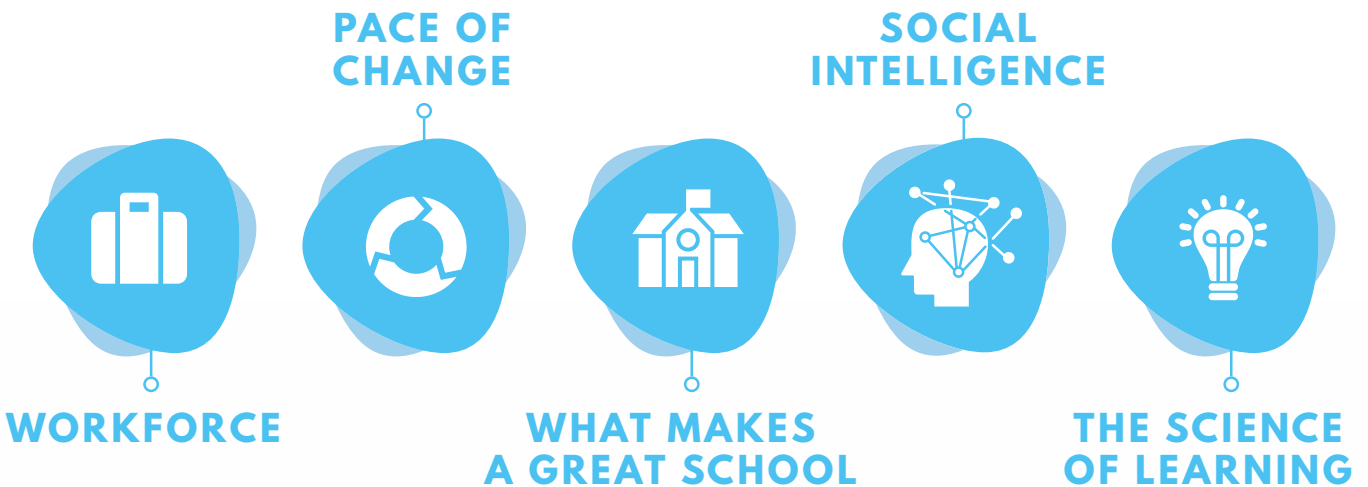 PACE OF
CHANGE
SOCIAL
INTELLIGENCE
WORKFORCE
WHAT MAKES
A GREAT SCHOOL
THE SCIENCE
OF LEARNING